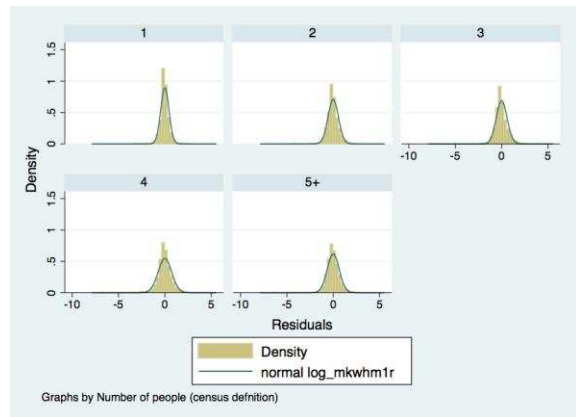 1
2
3
Density
0 .5 1 1.5
-10 -5 0 5
4
5+
0 .5 1 1.5
-10 -5 0 5
-10 -5 0 5
Residuals
Density
normal log_mkwhm1r
Graphs by Number of people (census defnition)